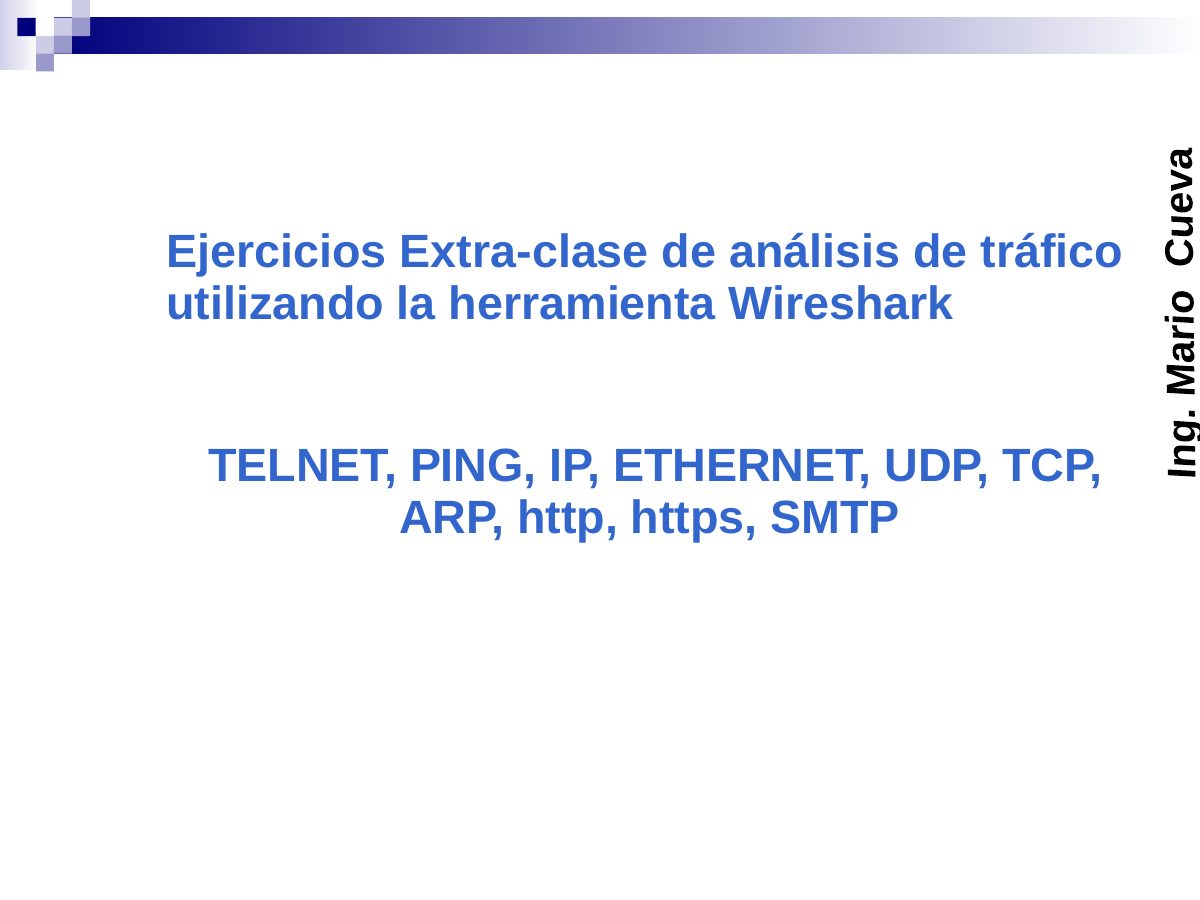 Ejercicios Extra-clase de análisis de tráfico
utilizando la herramienta Wireshark
TELNET, PING, IP, ETHERNET, UDP, TCP,
ARP, http, https, SMTP
Ing. Mario Cueva